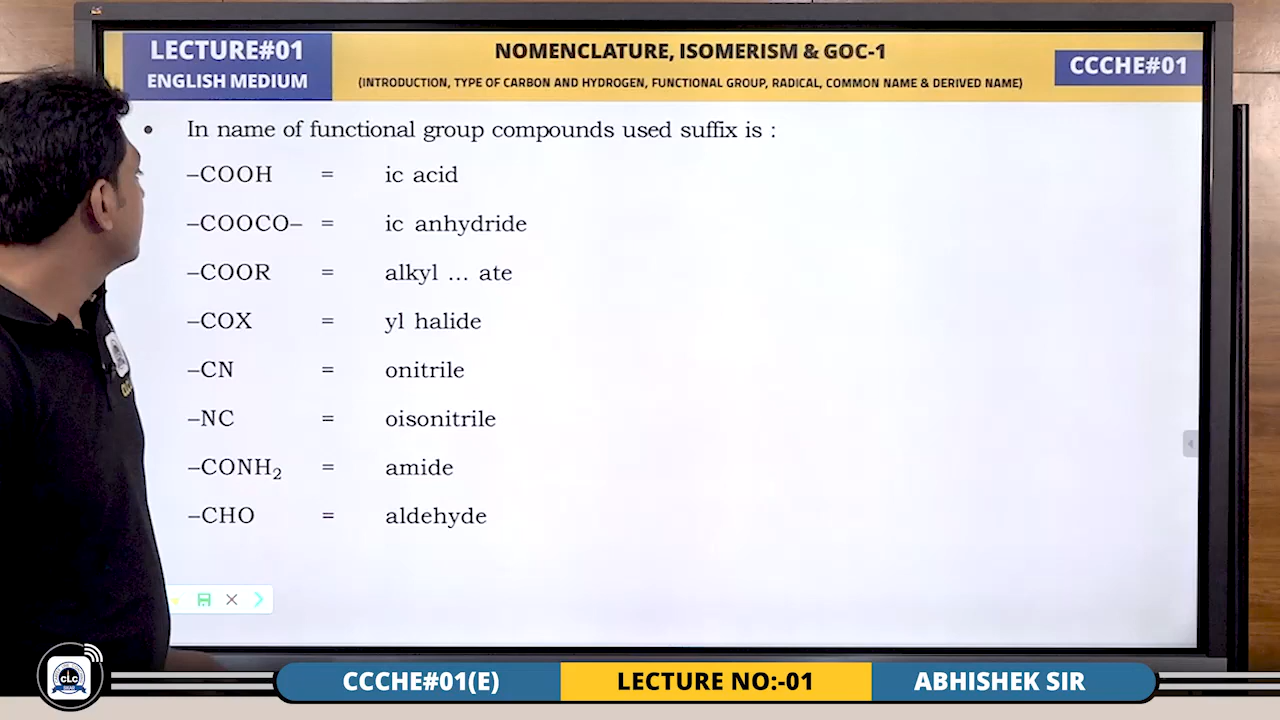 LECTURE#01
ENGLISH MEDIUM
NOMENCLATURE, ISOMERISM & GOC-1
(INTRODUCTION, TYPE OF CARBON AND HYDROGEN, FUNCTIONAL GROUP, RADICAL, COMMON NAME & DERIVED NAME)
CCCHE#01
• In name of functional group compounds used suffix is :
–COOH = ic acid
–COOCO– = ic anhydride
–COOR = alkyl ... ate
–COX = yl halide
–CN = onitrile
–NC = oisonitrile
–CONH₂ = amide
–CHO = aldehyde
CLC
CCCHE#01(E)
LECTURE NO:-01
ABHISHEK SIR